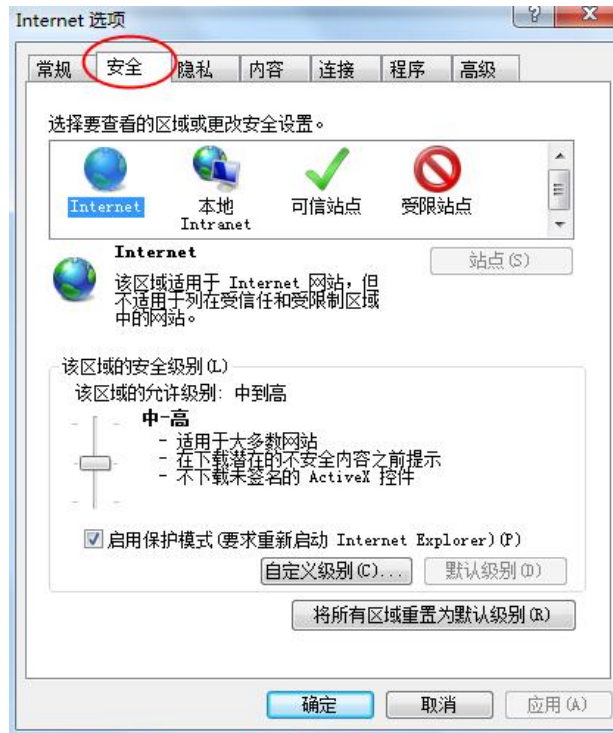 Internet 选项
常规 安全 隐私 内容 连接 程序 高级
选择要查看的区域或更改安全设置。
Internet 本地 Intranet 可信站点 受限站点
Internet
站点(S)
该区域适用于 Internet 网站，但
不适用于列在受信任和受限制区域
中的网站。
该区域的安全级别(L)
该区域的允许级别: 中到高
中-高
- 适用于大多数网站
- 在下载潜在的不安全内容之前提示
- 不下载未签名的 ActiveX 控件
启用保护模式(要求重新启动 Internet Explorer)(P)
自定义级别(C)... 默认级别(D)
将所有区域重置为默认级别(R)
确定 取消 应用(A)